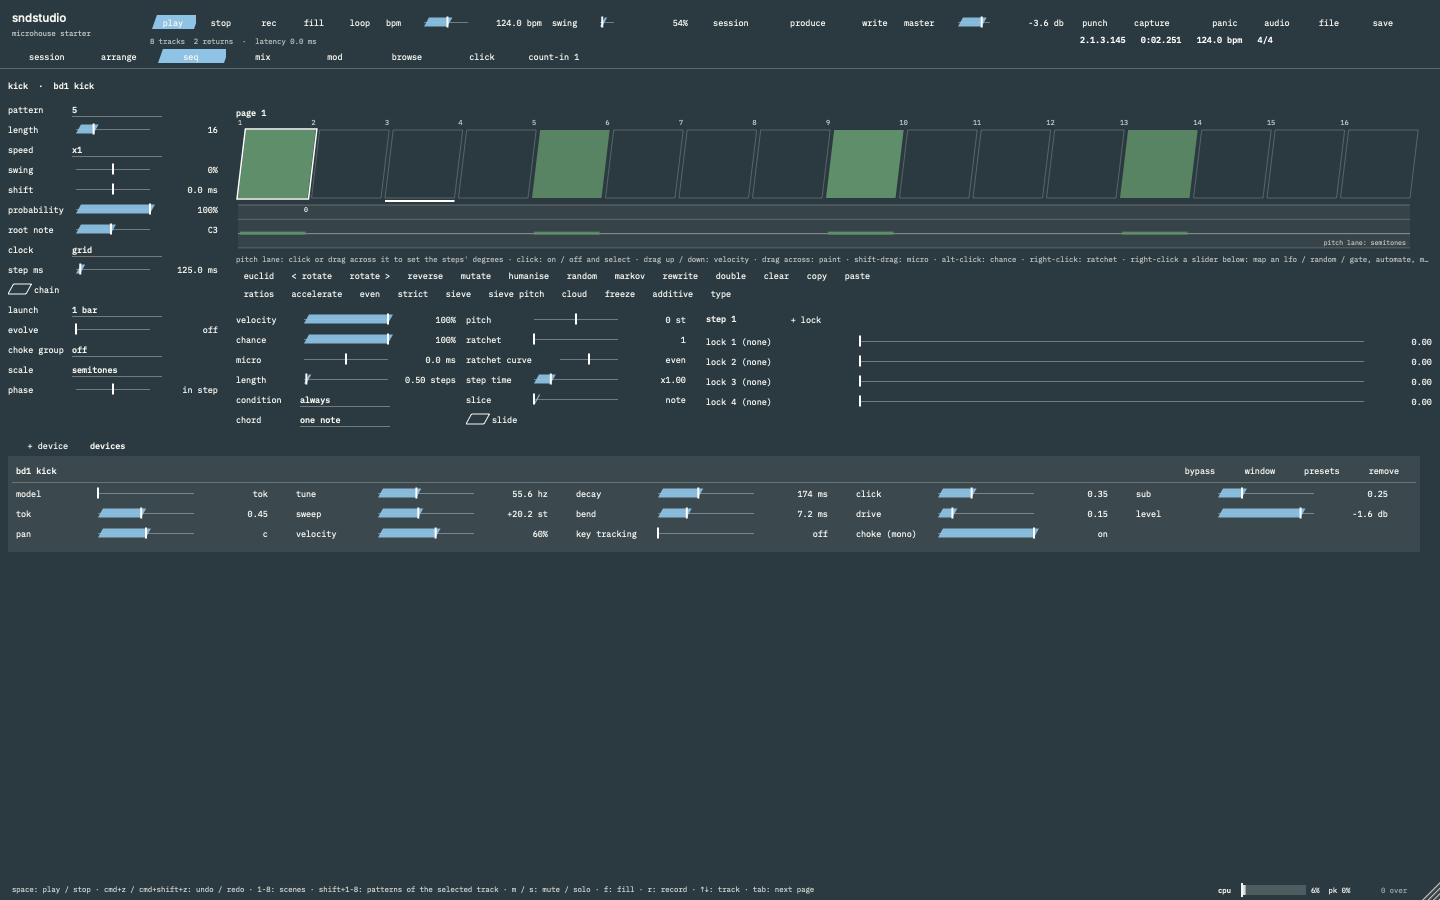 sndstudio
microhouse starter
play stop rec fill loop bpm 124.0 bpm swing 54% session produce write master -3.6 db punch capture panic audio file save
8 tracks 2 returns · latency 0.0 ms
2.1.3.145 0:02.251 124.0 bpm 4/4
session arrange seq mix mod browse click count-in 1
kick · bd1 kick
pattern 5
length 16
speed x1
swing 0%
shift 0.0 ms
probability 100%
root note C3
clock grid
step ms 125.0 ms
chain
launch 1 bar
evolve off
choke group off
scale semitones
phase in step
page 1
1 2 3 4 5 6 7 8 9 10 11 12 13 14 15 16
0
pitch lane: semitones
pitch lane: click or drag across it to set the steps' degrees · click: on / off and select · drag up / down: velocity · drag across: paint · shift-drag: micro · alt-click: chance · right-click: ratchet · right-click a slider below: map an lfo / random / gate, automate, m…
euclid < rotate rotate > reverse mutate humanise random markov rewrite double clear copy paste
ratios accelerate even strict sieve sieve pitch cloud freeze additive type
velocity 100% pitch 0 st step 1 + lock
chance 100% ratchet 1 lock 1 (none) 0.00
micro 0.0 ms ratchet curve even lock 2 (none) 0.00
length 0.50 steps step time x1.00 lock 3 (none) 0.00
condition always slice note lock 4 (none) 0.00
chord one note slide
+ device devices
bd1 kick bypass window presets remove
model tok tune 55.6 hz decay 174 ms click 0.35 sub 0.25
tok 0.45 sweep +20.2 st bend 7.2 ms drive 0.15 level -1.6 db
pan c velocity 60% key tracking off choke (mono) on
space: play / stop · cmd+z / cmd+shift+z: undo / redo · 1-8: scenes · shift+1-8: patterns of the selected track · m / s: mute / solo · f: fill · r: record · ↑↓: track · tab: next page
cpu 6% pk 0% 0 over